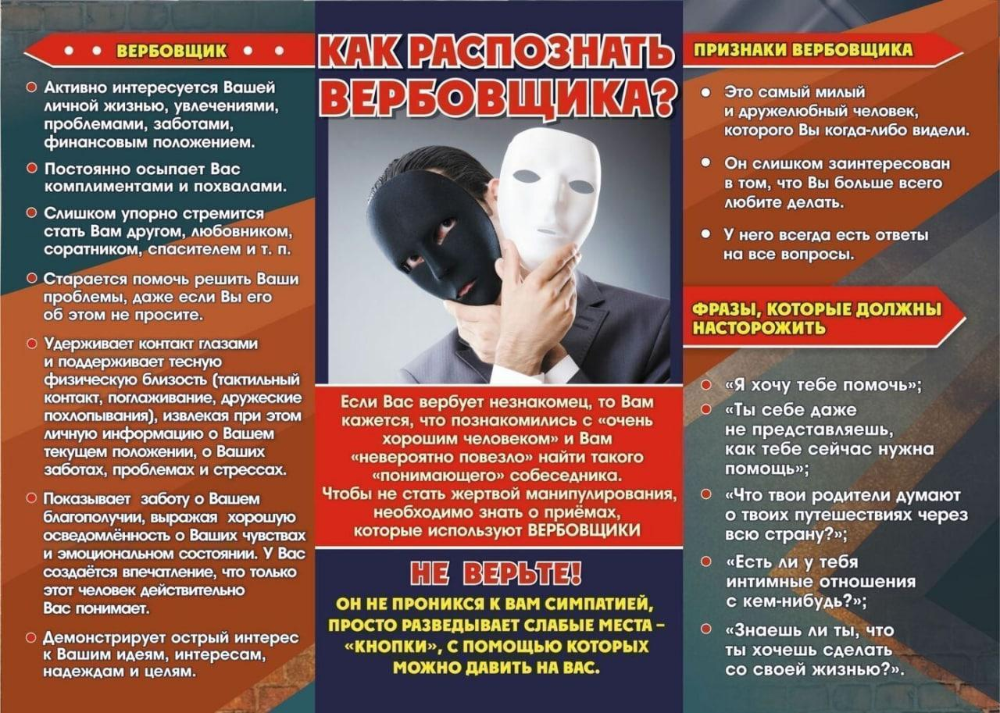 ВЕРБОВЩИК
Активно интересуется Вашей
личной жизнью, увлечениями,
проблемами, заботами,
финансовым положением.
Постоянно осыпает Вас
комплиментами и похвалами.
Слишком упорно стремится
стать Вам другом, любовником,
соратником, спасителем и т. п.
Старается помочь решить Ваши
проблемы, даже если Вы его
об этом не просите.
Удерживает контакт глазами
и поддерживает тесную
физическую близость (тактильный
контакт, поглаживание, дружеские
похлопывания), извлекая при этом
личную информацию о Вашем
текущем положении, о Ваших
заботах, проблемах и стрессах.
Показывает заботу о Вашем
благополучии, выражая хорошую
осведомлённость о Ваших чувствах
и эмоциональном состоянии. У Вас
создаётся впечатление, что только
этот человек действительно
Вас понимает.
Демонстрирует острый интерес
к Вашим идеям, интересам,
надеждам и целям.
КАК РАСПОЗНАТЬ
ВЕРБОВЩИКА?
Если Вас вербует незнакомец, то Вам
кажется, что познакомились с «очень
хорошим человеком» и Вам
«невероятно повезло» найти такого
«понимающего» собеседника.
Чтобы не стать жертвой манипулирования,
необходимо знать о приёмах,
которые используют ВЕРБОВЩИКИ
НЕ ВЕРЬТЕ!
ОН НЕ ПРОНИКСЯ К ВАМ СИМПАТИЕЙ,
ПРОСТО РАЗВЕДЫВАЕТ СЛАБЫЕ МЕСТА –
«КНОПКИ», С ПОМОЩЬЮ КОТОРЫХ
МОЖНО ДАВИТЬ НА ВАС.
ПРИЗНАКИ ВЕРБОВЩИКА
Это самый милый
и дружелюбный человек,
которого Вы когда-либо видели.
Он слишком заинтересован
в том, что Вы больше всего
любите делать.
У него всегда есть ответы
на все вопросы.
ФРАЗЫ, КОТОРЫЕ ДОЛЖНЫ
НАСТОРОЖИТЬ
«Я хочу тебе помочь»;
«Ты себе даже
не представляешь,
как тебе сейчас нужна
помощь»;
«Что твои родители думают
о твоих путешествиях через
всю страну?»;
«Есть ли у тебя
интимные отношения
с кем-нибудь?»;
«Знаешь ли ты, что
ты хочешь сделать
со своей жизнью?».